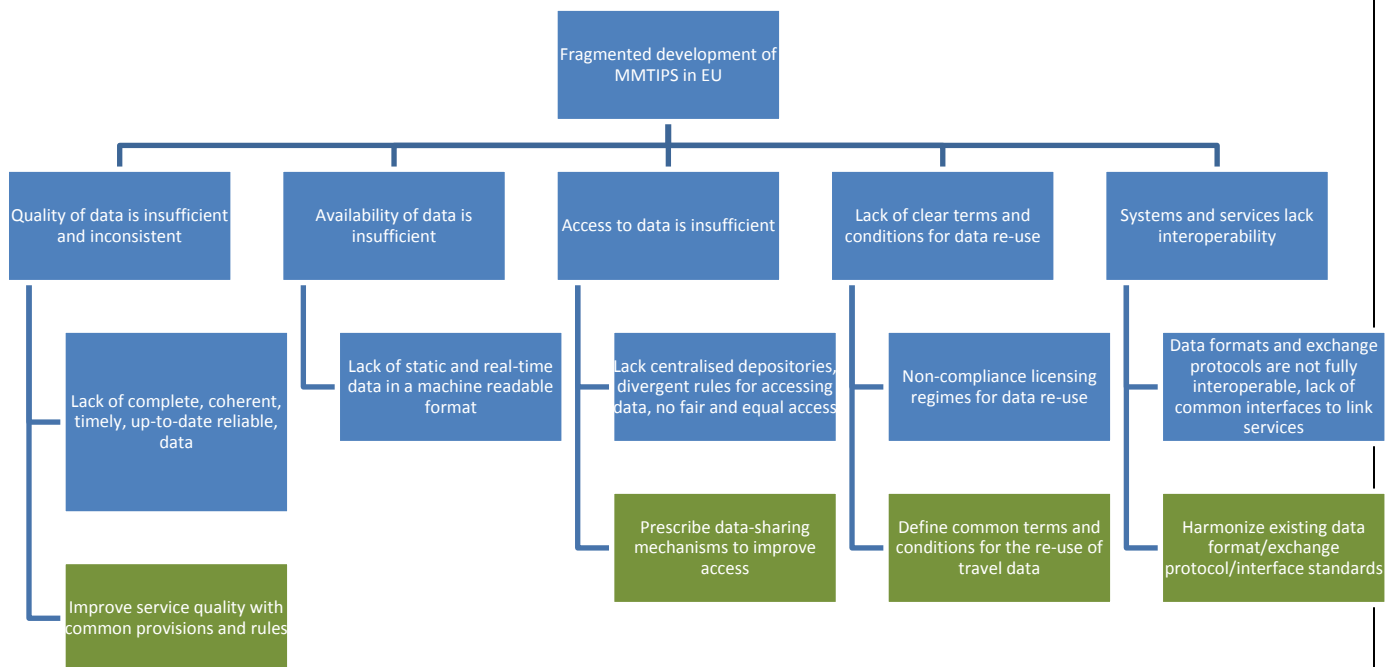 Fragmented development of
MMTIPS in EU
Quality of data is insufficient
and inconsistent
Availability of data is
insufficient
Access to data is insufficient
Lack of clear terms and
conditions for data re-use
Systems and services lack
interoperability
Lack of complete, coherent,
timely, up-to-date reliable,
data
Lack of static and real-time
data in a machine readable
format
Lack centralised depositories,
divergent rules for accessing
data, no fair and equal access
Non-compliance licensing
regimes for data re-use
Data formats and exchange
protocols are not fully
interoperable, lack of
common interfaces to link
services
Improve service quality with
common provisions and rules
Prescribe data-sharing
mechanisms to improve
access
Define common terms and
conditions for the re-use of
travel data
Harmonize existing data
format/exchange
protocol/interface standards